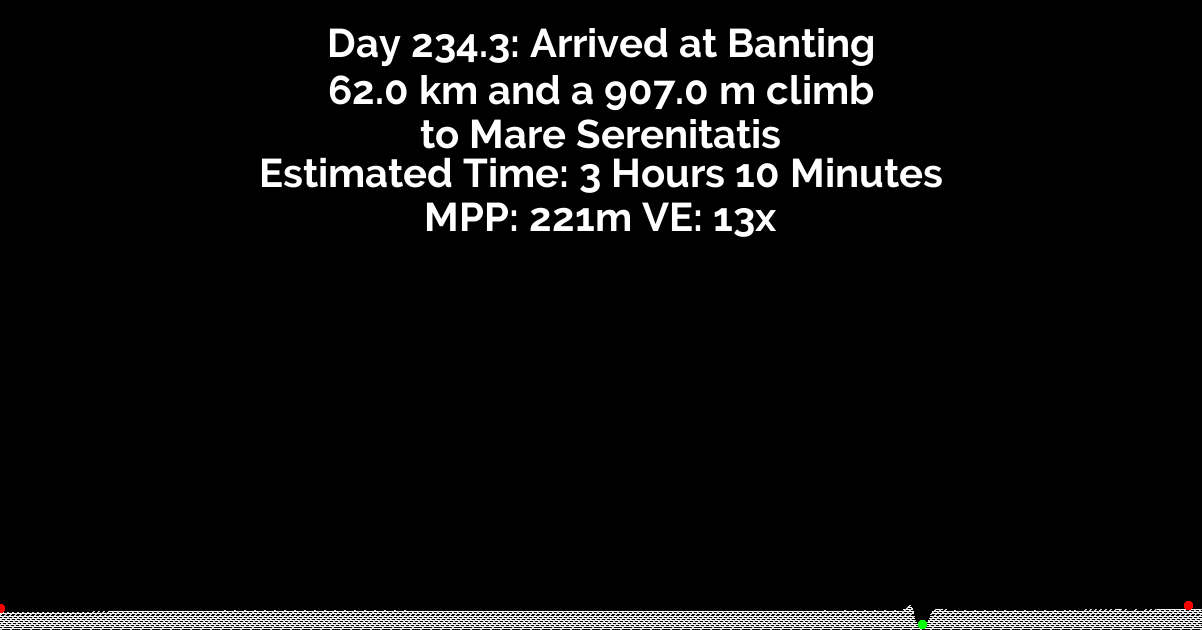 Day 234.3: Arrived at Banting
62.0 km and a 907.0 m climb
to Mare Serenitatis
Estimated Time: 3 Hours 10 Minutes
MPP: 221m VE: 13x